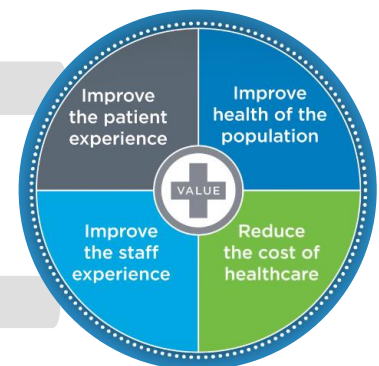 Improve
the patient
experience
Improve
health of the
population
VALUE
Improve
the staff
experience
Reduce
the cost of
healthcare